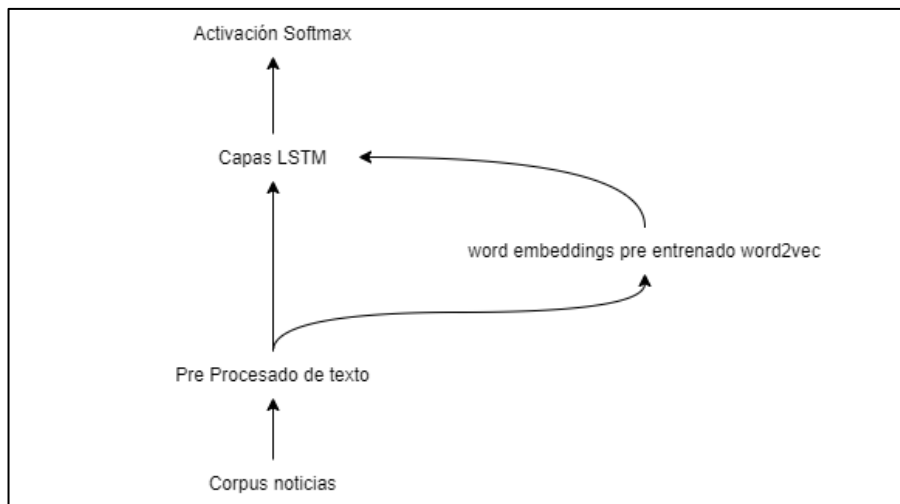 Activación Softmax
Capas LSTM
word embeddings pre entrenado word2vec
Pre Procesado de texto
Corpus noticias